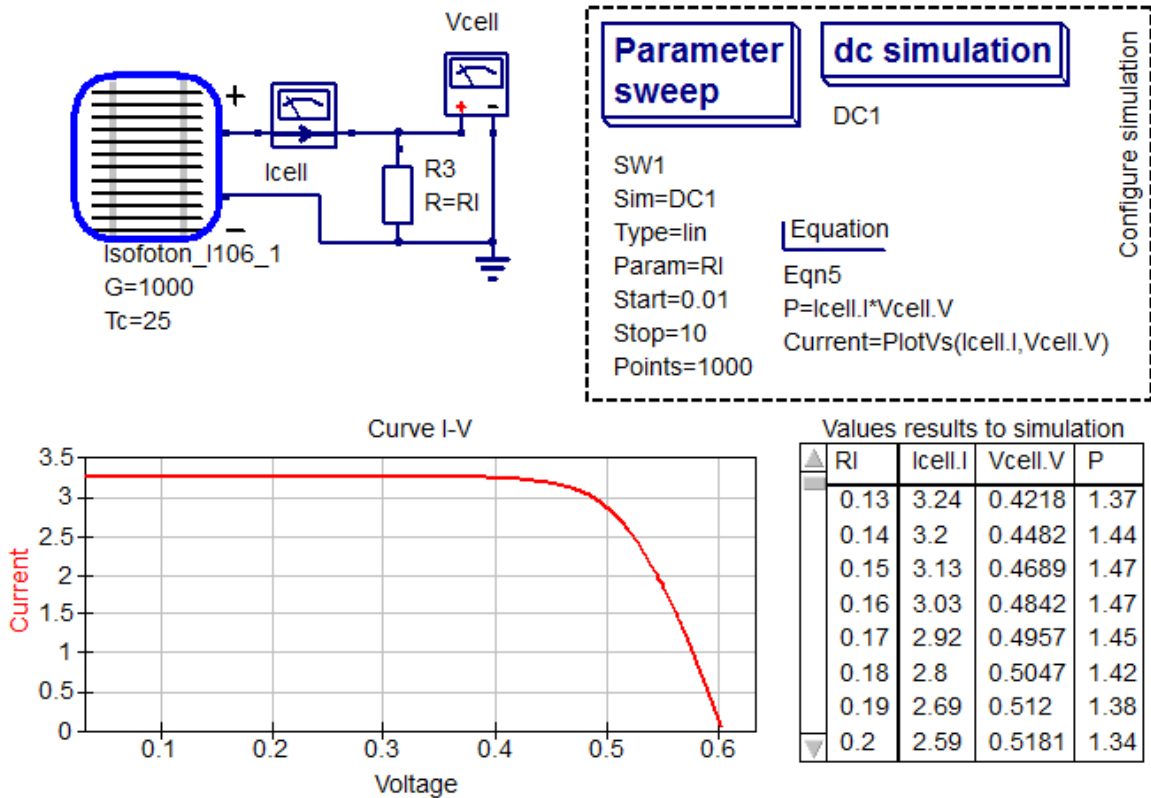 Vcell
+
Icell
+ -
R3
R=Rl
−
Isofoton_I106_1
G=1000
Tc=25
Parameter
sweep
dc simulation
DC1
SW1
Sim=DC1
Type=lin
Param=Rl
Start=0.01
Stop=10
Points=1000
Equation
Eqn5
P=Icell.I*Vcell.V
Current=PlotVs(Icell.I,Vcell.V)
Configure simulation
Curve I-V
Current
3.5
3
2.5
2
1.5
1
0.5
0
0.1 0.2 0.3 0.4 0.5 0.6
Voltage
Values results to simulation
Rl Icell.I Vcell.V P
0.13 3.24 0.4218 1.37
0.14 3.2 0.4482 1.44
0.15 3.13 0.4689 1.47
0.16 3.03 0.4842 1.47
0.17 2.92 0.4957 1.45
0.18 2.8 0.5047 1.42
0.19 2.69 0.512 1.38
0.2 2.59 0.5181 1.34